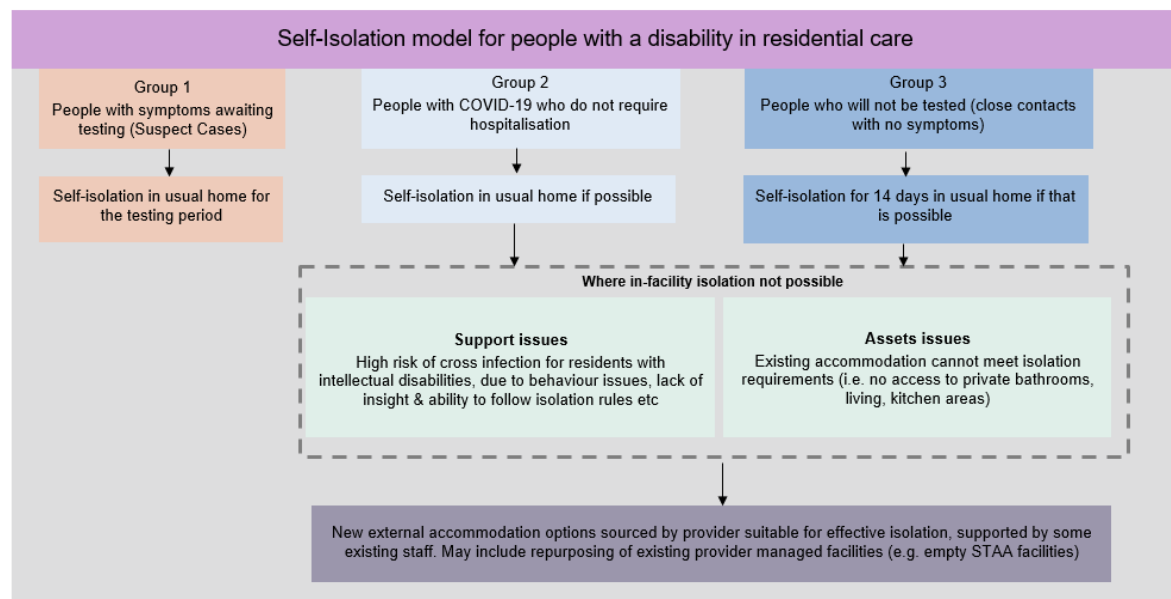 Self-Isolation model for people with a disability in residential care
Group 1
People with symptoms awaiting
testing (Suspect Cases)
Group 2
People with COVID-19 who do not require
hospitalisation
Group 3
People who will not be tested (close contacts
with no symptoms)
Self-isolation in usual home for
the testing period
Self-isolation in usual home if possible
Self-isolation for 14 days in usual home if that
is possible
Where in-facility isolation not possible
Support issues
High risk of cross infection for residents with
intellectual disabilities, due to behaviour issues, lack of
insight & ability to follow isolation rules etc
Assets issues
Existing accommodation cannot meet isolation
requirements (i.e. no access to private bathrooms,
living, kitchen areas)
New external accommodation options sourced by provider suitable for effective isolation, supported by some
existing staff. May include repurposing of existing provider managed facilities (e.g. empty STAA facilities)